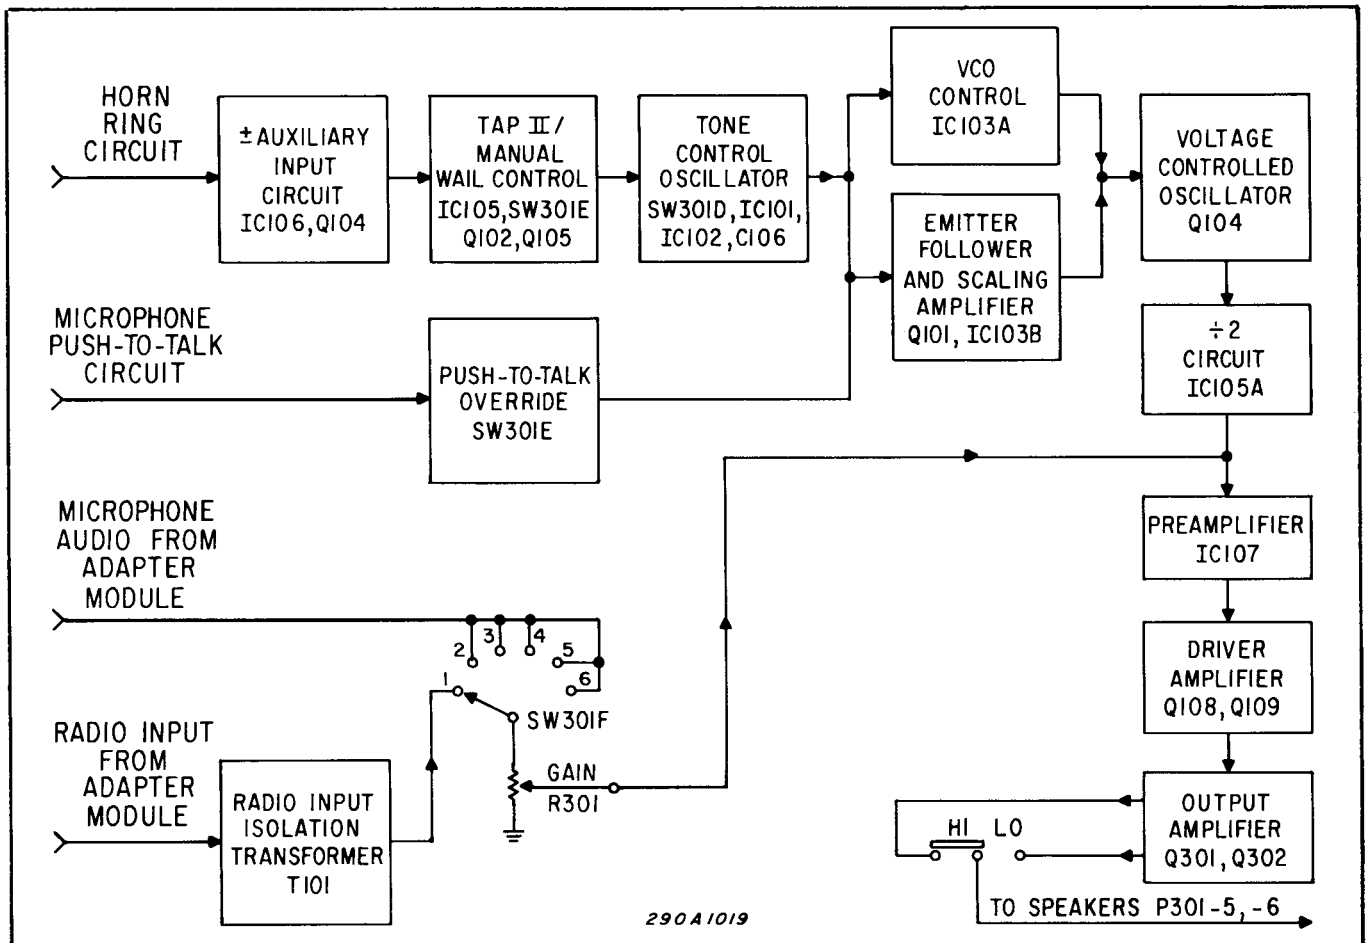 HORN
RING
CIRCUIT
± AUXILIARY
INPUT
CIRCUIT
IC106, Q104
TAP II/
MANUAL
WAIL CONTROL
IC105, SW301E
Q102, Q105
TONE
CONTROL
OSCILLATOR
SW301D, IC101,
IC102, C106
VCO
CONTROL
IC103A
EMITTER
FOLLOWER
AND SCALING
AMPLIFIER
Q101, IC103B
VOLTAGE
CONTROLLED
OSCILLATOR
Q104
÷2
CIRCUIT
IC105A
MICROPHONE
PUSH-TO-TALK
CIRCUIT
PUSH-TO-TALK
OVERRIDE
SW301E
MICROPHONE
AUDIO FROM
ADAPTER
MODULE
1
2
3
4
5
6
SW301F
GAIN
R301
RADIO INPUT
FROM
ADAPTER
MODULE
RADIO INPUT
ISOLATION
TRANSFORMER
T101
PREAMPLIFIER
IC107
DRIVER
AMPLIFIER
Q108, Q109
OUTPUT
AMPLIFIER
Q301, Q302
HI LO
TO SPEAKERS P301-5, -6
290A1019